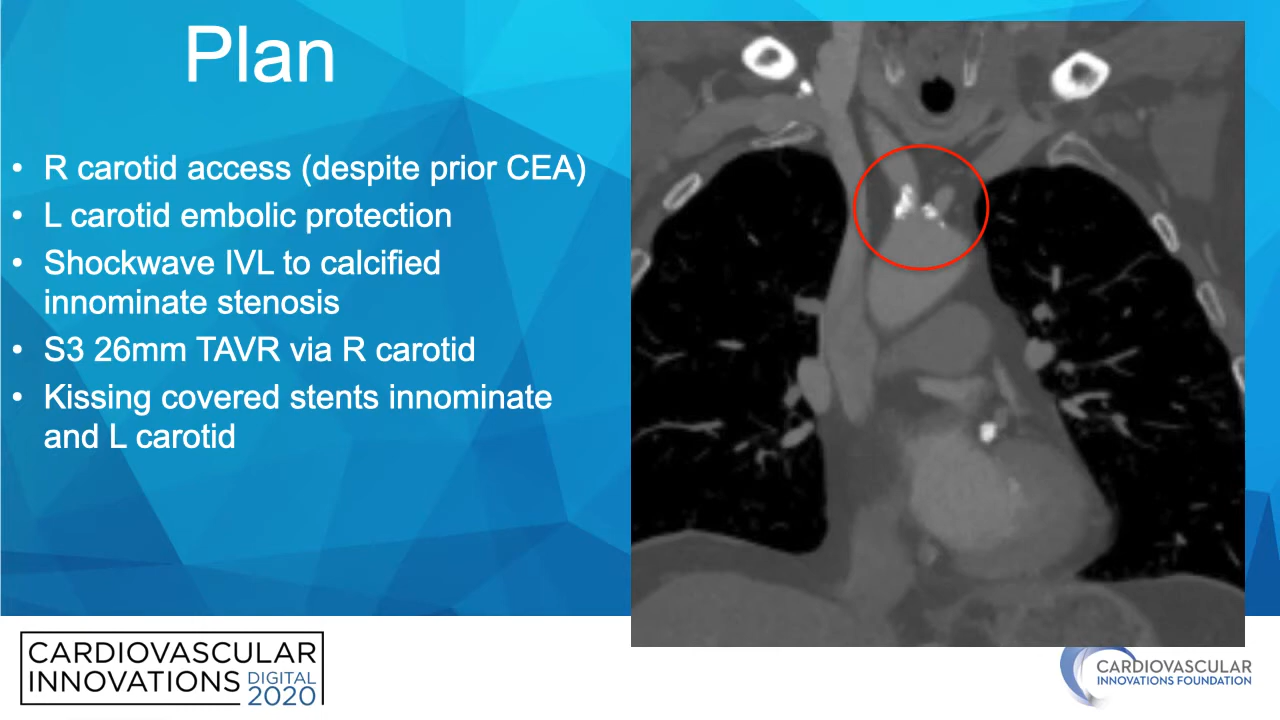 Plan
• R carotid access (despite prior CEA)
• L carotid embolic protection
• Shockwave IVL to calcified
innominate stenosis
• S3 26mm TAVR via R carotid
• Kissing covered stents innominate
and L carotid
CARDIOVASCULAR
INNOVATIONS DIGITAL
2020
CARDIOVASCULAR
INNOVATIONS FOUNDATION